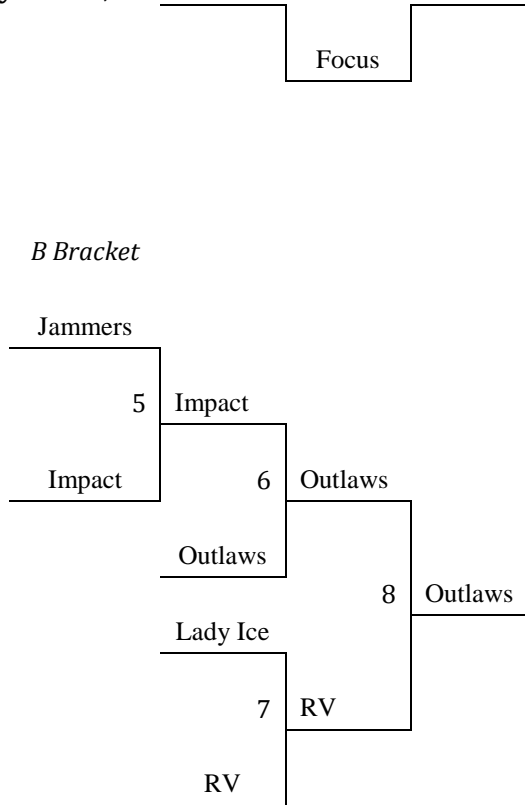 Focus
B Bracket
Jammers
5 Impact
Impact
6 Outlaws
Outlaws
8 Outlaws
Lady Ice
7 RV
RV